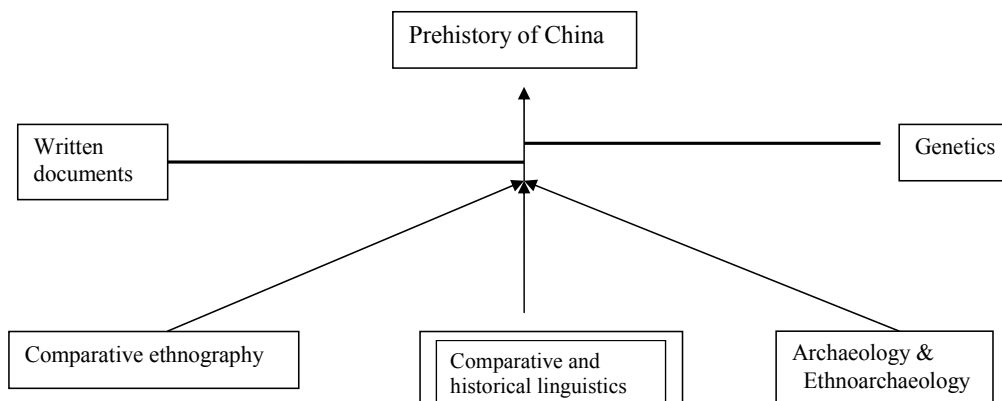 Prehistory of China
Written
documents
Genetics
Comparative ethnography
Comparative and
historical linguistics
Archaeology &
Ethnoarchaeology